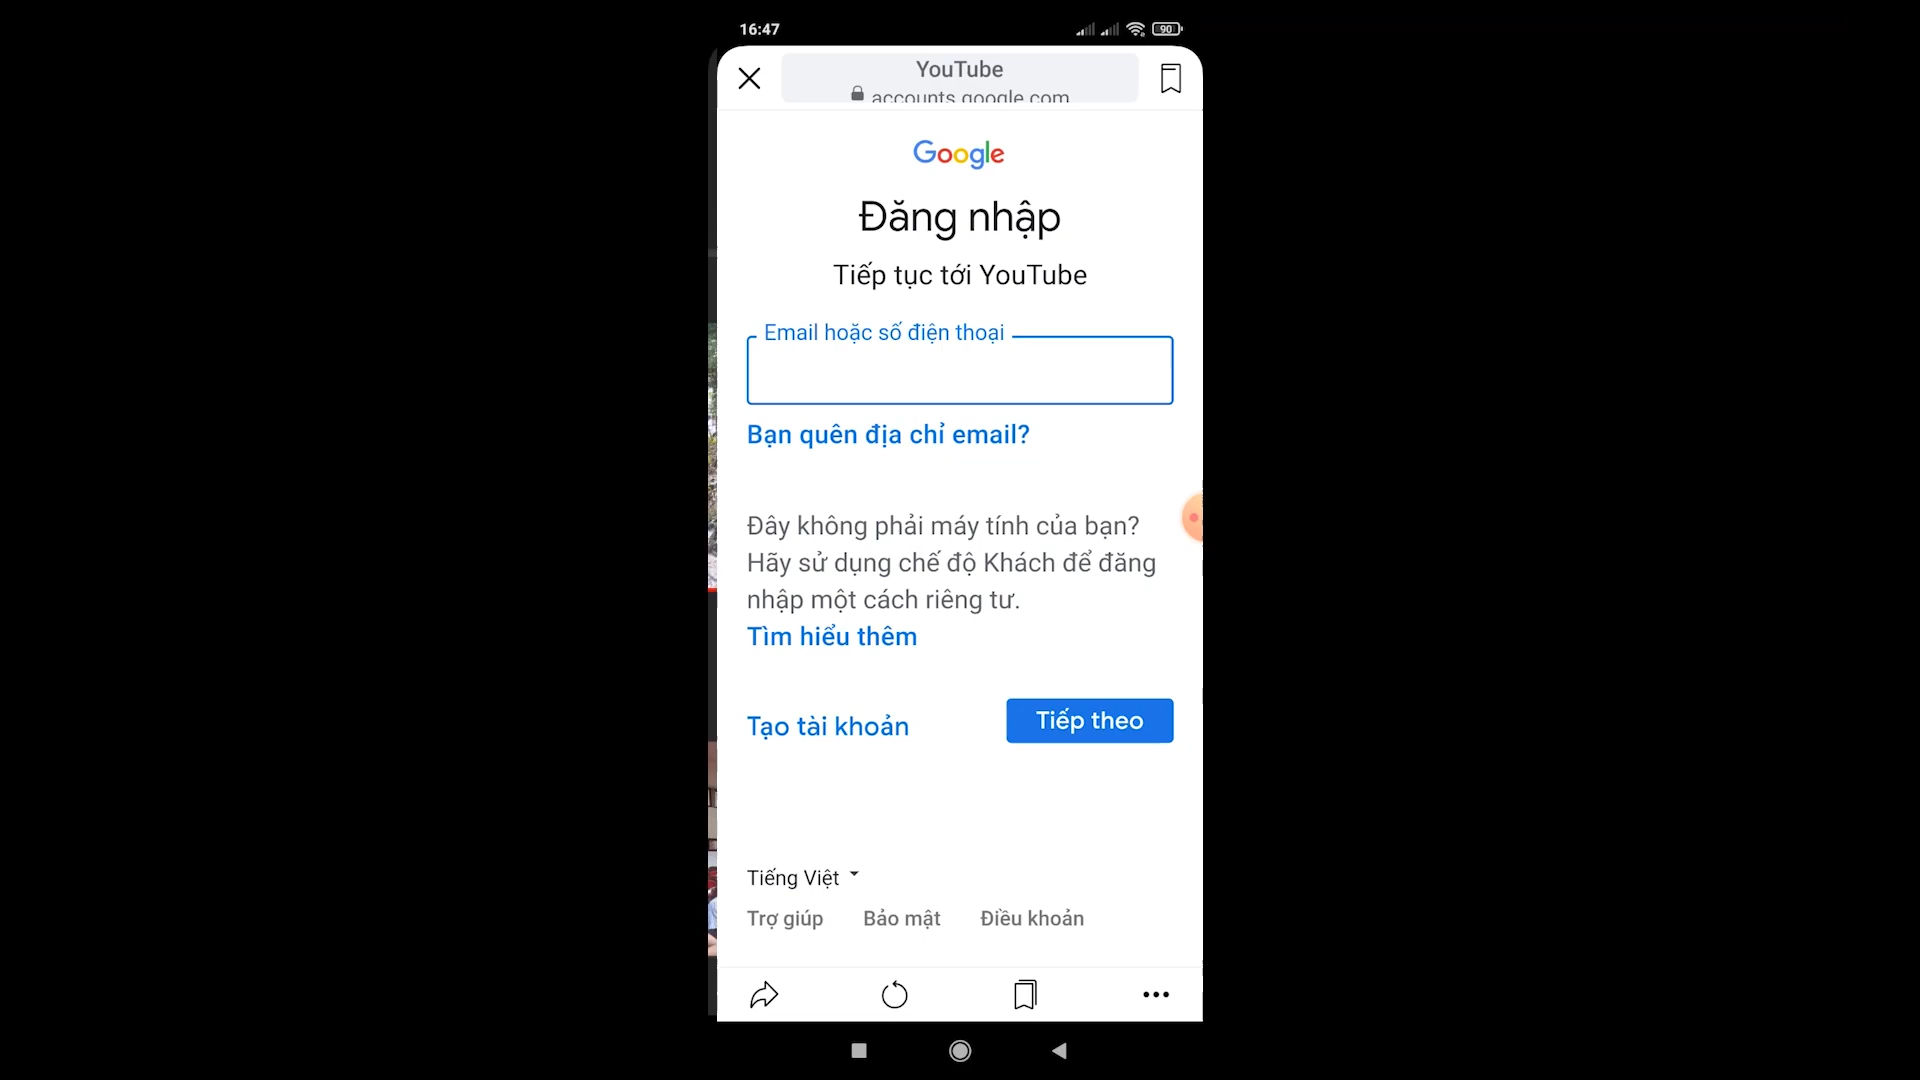 16:47
90
YouTube
accounts.google.com
Google
Đăng nhập
Tiếp tục tới YouTube
Email hoặc số điện thoại
Bạn quên địa chỉ email?
Đây không phải máy tính của bạn?
Hãy sử dụng chế độ Khách để đăng
nhập một cách riêng tư.
Tìm hiểu thêm
Tạo tài khoản
Tiếp theo
Tiếng Việt
Trợ giúp Bảo mật Điều khoản